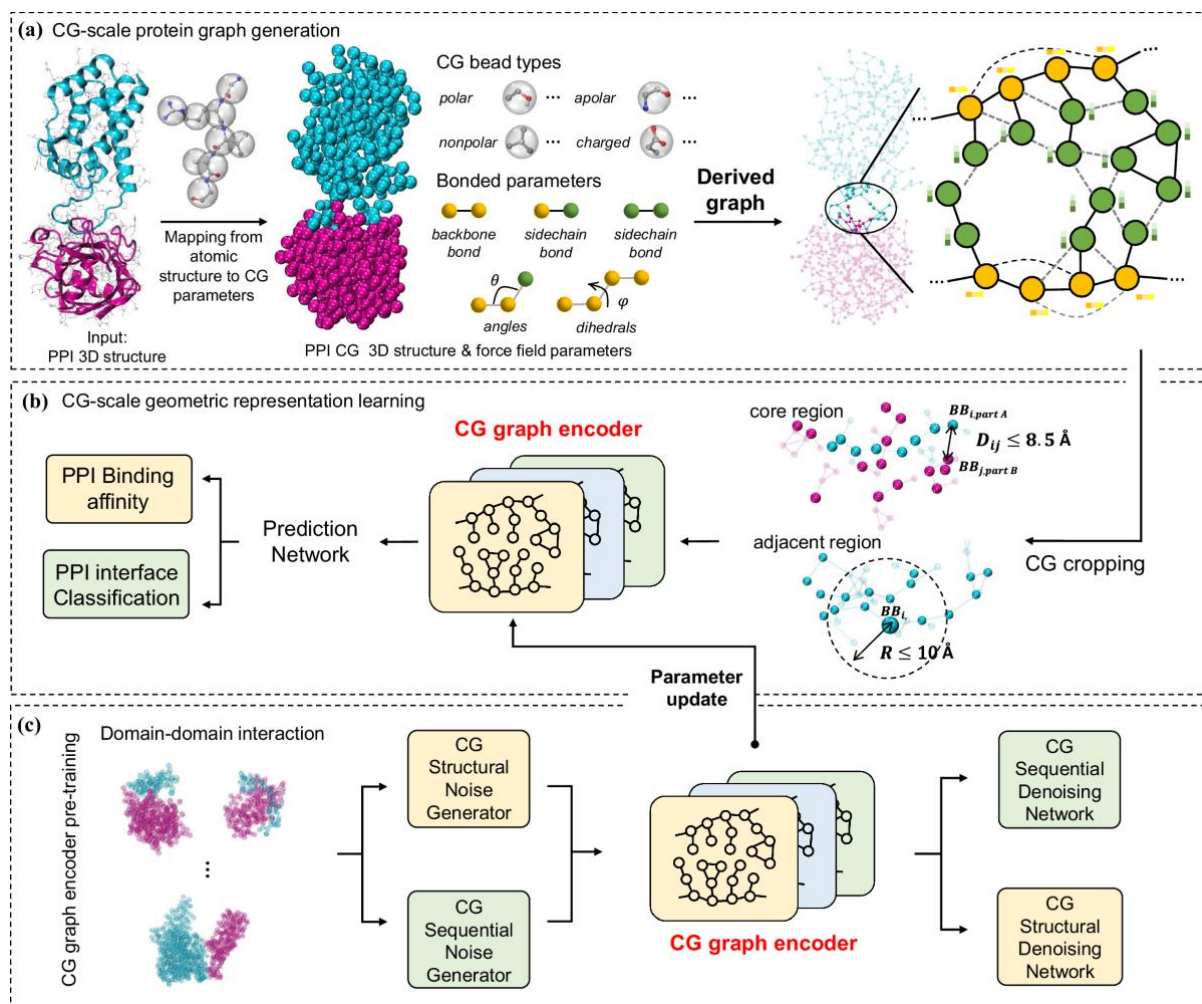 (a) CG-scale protein graph generation
Mapping from
atomic
structure to CG
parameters
Input:
PPI 3D structure
CG bead types
polar ... apolar ...
nonpolar ... charged ...
Bonded parameters
backbone
bond
sidechain
bond
sidechain
bond
θ
φ
angles
dihedrals
PPI CG 3D structure & force field parameters
Derived
graph
...
...
...
...
(b) CG-scale geometric representation learning
PPI Binding
affinity
PPI interface
Classification
Prediction
Network
CG graph encoder
core region
BB_{i,part A}
D_{ij} ≤ 8.5 Å
BB_{j,part B}
adjacent region
BB_{i,}
R ≤ 10 Å
CG cropping
Parameter
update
(c)
CG graph encoder pre-training
Domain-domain interaction
...
CG
Structural
Noise
Generator
CG
Sequential
Noise
Generator
CG graph encoder
CG
Sequential
Denoising
Network
CG
Structural
Denoising
Network